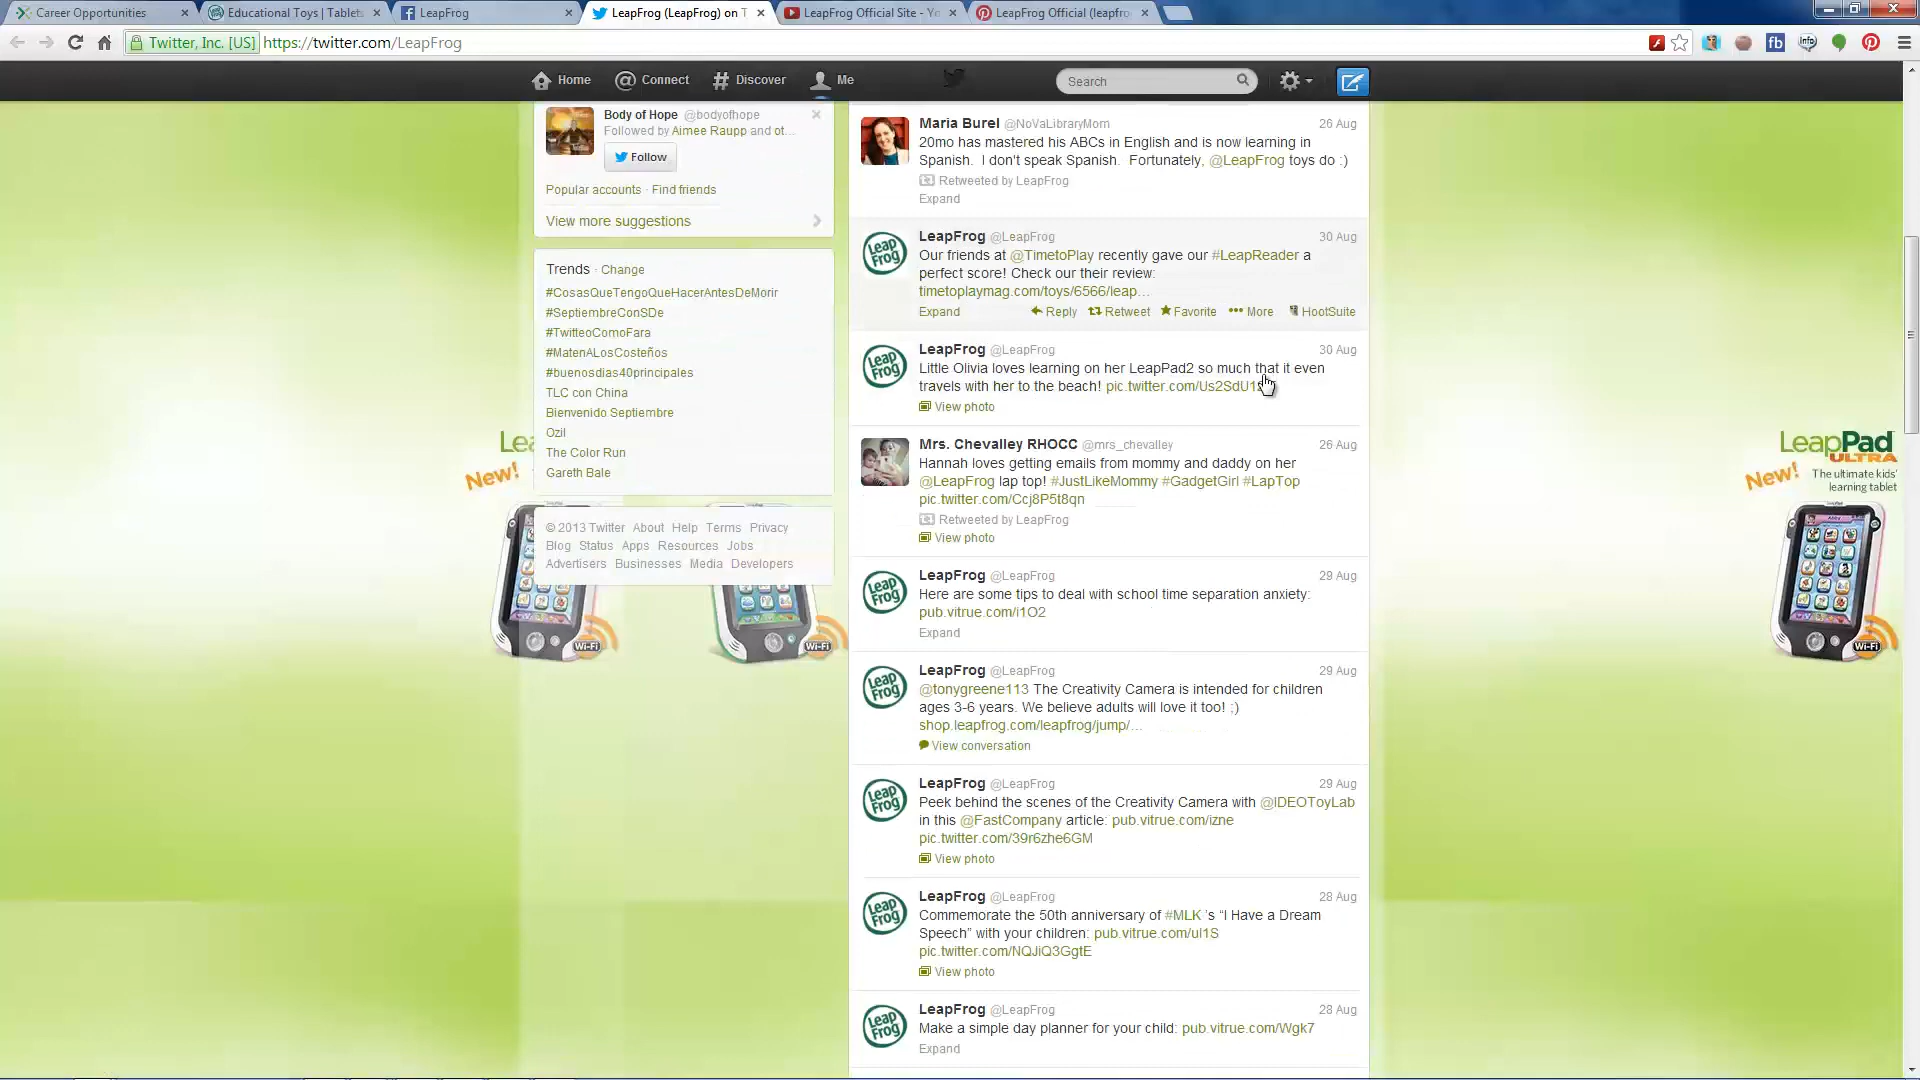 Career Opportunities
Educational Toys | Tablets
LeapFrog
LeapFrog (LeapFrog) on T
LeapFrog Official Site - Yo
LeapFrog Official (leapfro
Twitter, Inc. [US] https://twitter.com/LeapFrog
Home
Connect
Discover
Me
Search
Body of Hope @bodyofhope
Followed by Aimee Raupp and ot...
Follow
Popular accounts · Find friends
View more suggestions
Trends · Change
#CosasQueTengoQueHacerAntesDeMorir
#SeptiembreConSDe
#TwitteoComoFara
#MatenALosCosteños
#buenosdias40principales
TLC con China
Bienvenido Septiembre
Ozil
The Color Run
Gareth Bale
© 2013 Twitter About Help Terms Privacy
Blog Status Apps Resources Jobs
Advertisers Businesses Media Developers
Maria Burel @NoVaLibraryMom 26 Aug
20mo has mastered his ABCs in English and is now learning in
Spanish. I don't speak Spanish. Fortunately, @LeapFrog toys do :)
Retweeted by LeapFrog
Expand
LeapFrog @LeapFrog 30 Aug
Our friends at @TimetoPlay recently gave our #LeapReader a
perfect score! Check our their review:
timetoplaymag.com/toys/6566/leap...
Expand Reply Retweet Favorite More HootSuite
LeapFrog @LeapFrog 30 Aug
Little Olivia loves learning on her LeapPad2 so much that it even
travels with her to the beach! pic.twitter.com/Us2SdU1
View photo
Mrs. Chevalley RHOCC @mrs_chevalley 26 Aug
Hannah loves getting emails from mommy and daddy on her
@LeapFrog lap top! #JustLikeMommy #GadgetGirl #LapTop
pic.twitter.com/Ccj8P5t8qn
Retweeted by LeapFrog
View photo
LeapFrog @LeapFrog 29 Aug
Here are some tips to deal with school time separation anxiety:
pub.vitrue.com/i1O2
Expand
LeapFrog @LeapFrog 29 Aug
@tonygreene113 The Creativity Camera is intended for children
ages 3-6 years. We believe adults will love it too! ;)
shop.leapfrog.com/leapfrog/jump/...
View conversation
LeapFrog @LeapFrog 29 Aug
Peek behind the scenes of the Creativity Camera with @IDEOToyLab
in this @FastCompany article: pub.vitrue.com/izne
pic.twitter.com/39r6zhe6GM
View photo
LeapFrog @LeapFrog 28 Aug
Commemorate the 50th anniversary of #MLK 's “I Have a Dream
Speech” with your children: pub.vitrue.com/ul1S
pic.twitter.com/NQJiQ3GgtE
View photo
LeapFrog @LeapFrog 28 Aug
Make a simple day planner for your child: pub.vitrue.com/Wgk7
Expand
Lea
New!
Wi-Fi
Wi-Fi
LeapPad
ULTRA
New! The ultimate kids'
learning tablet
Wi-Fi